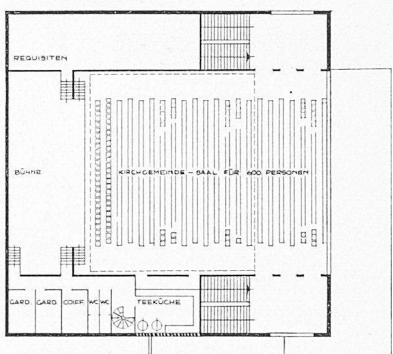 REQUISITEN
BÜHNE
KIRCHGEMEINDE-SAAL FÜR 600 PERSONEN
GARD. GARD. COIFF. WC WC TEEKÜCHE